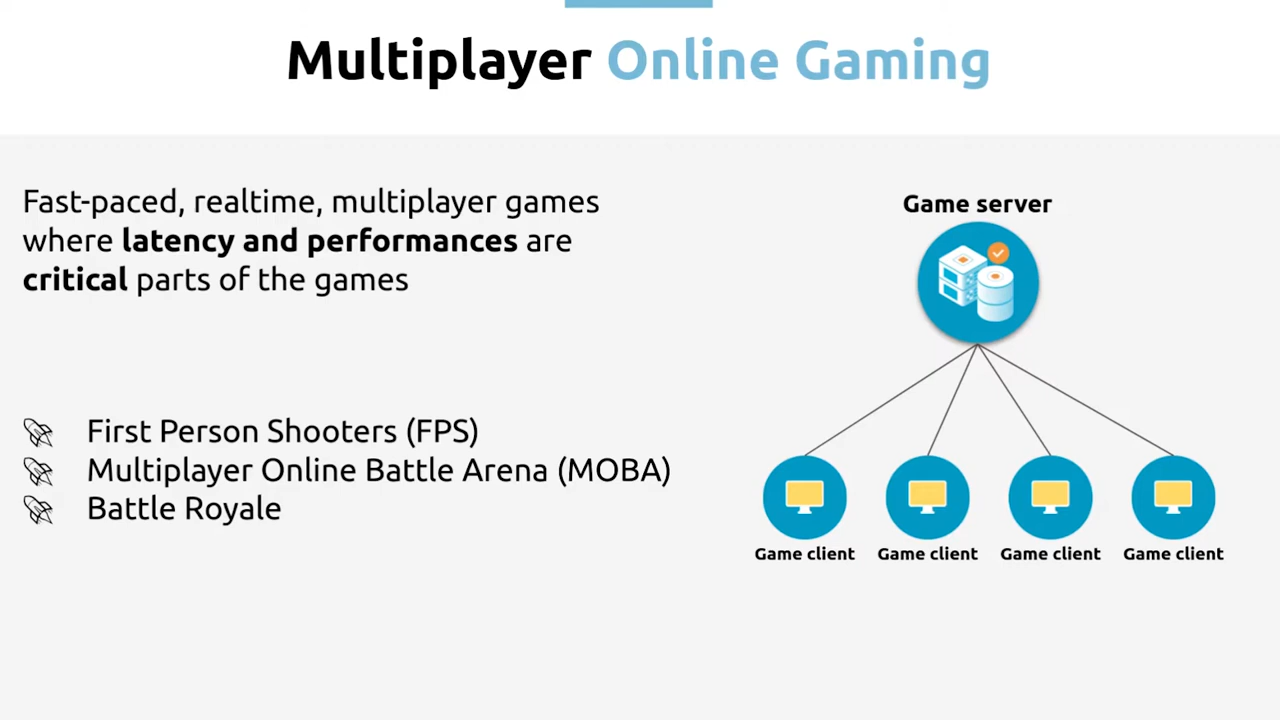 Multiplayer Online Gaming
Fast-paced, realtime, multiplayer games
where latency and performances are
critical parts of the games
First Person Shooters (FPS)
Multiplayer Online Battle Arena (MOBA)
Battle Royale
Game server
Game client
Game client
Game client
Game client